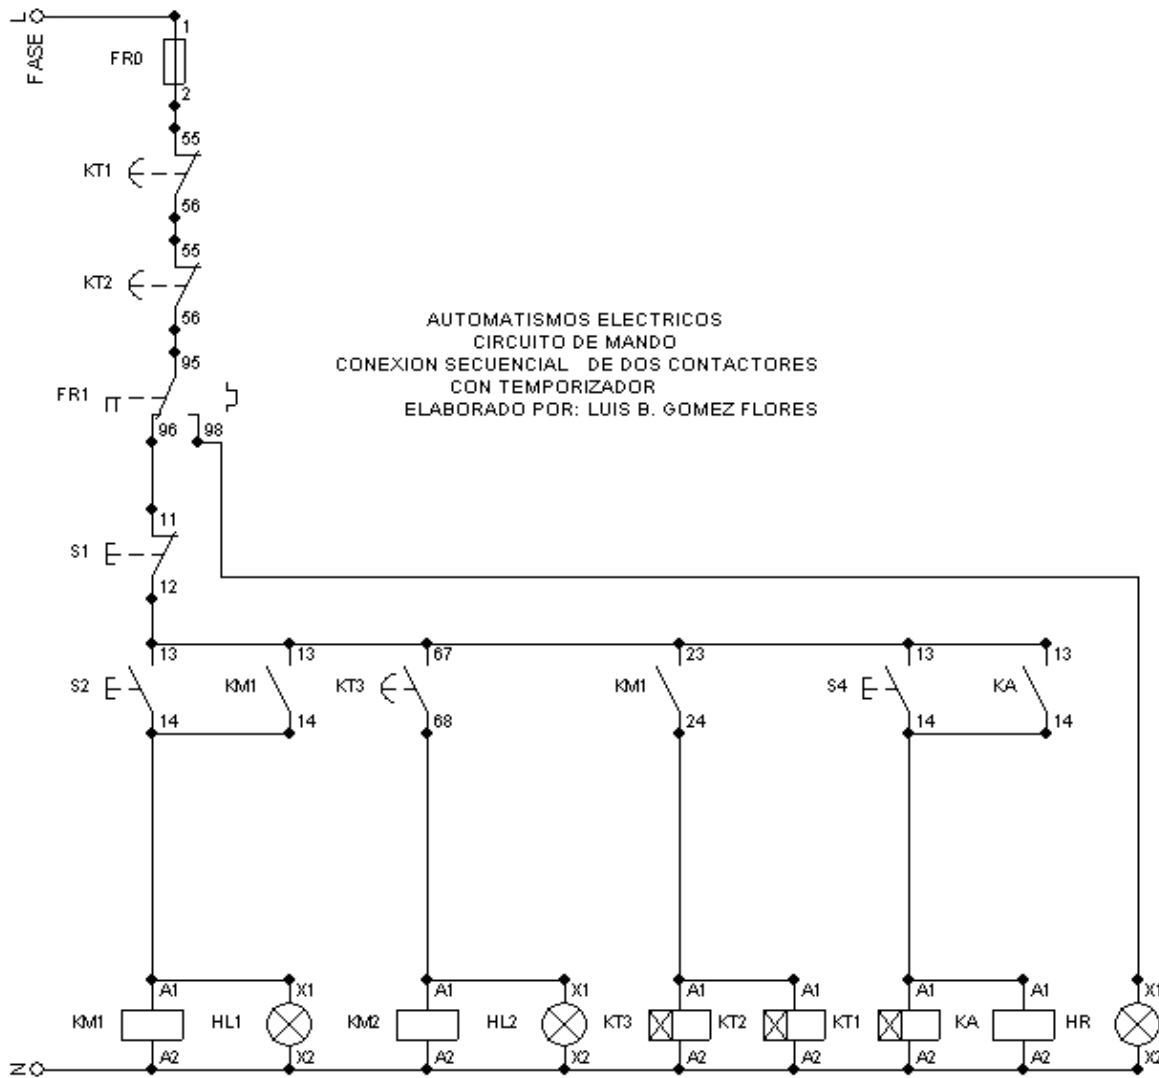 L
FASE
1
FR0
2
55
KT1
56
55
KT2
56
95
FR1
96 98
AUTOMATISMOS ELECTRICOS
CIRCUITO DE MANDO
CONEXION SECUENCIAL DE DOS CONTACTORES
CON TEMPORIZADOR
ELABORADO POR: LUIS B. GOMEZ FLORES
11
S1
12
13 13 67 23 13 13
S2 KM1 KT3 KM1 S4 KA
14 14 68 24 14 14
A1 X1 A1 X1 A1 A1 A1 A1 X1
KM1 HL1 KM2 HL2 KT3 KT2 KT1 KA HR
A2 X2 A2 X2 A2 A2 A2 A2 X2
N